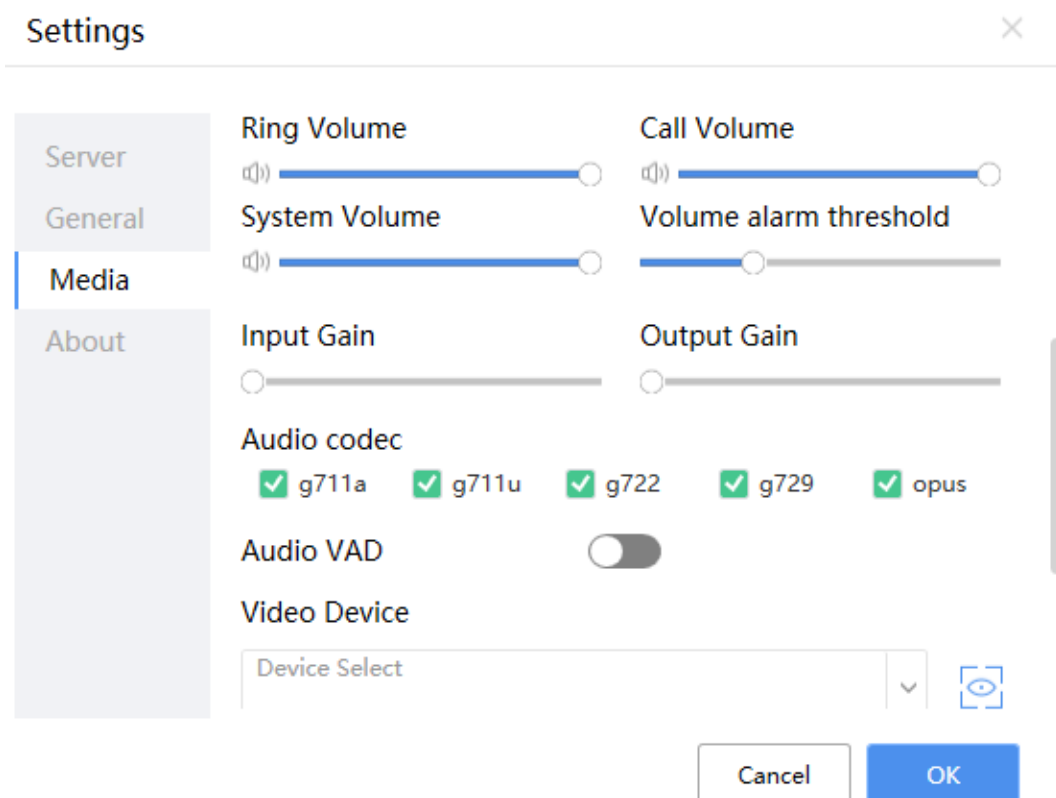 Settings
Server
General
Media
About
Ring Volume
Call Volume
System Volume
Volume alarm threshold
Input Gain
Output Gain
Audio codec
g711a g711u g722 g729 opus
Audio VAD
Video Device
Device Select
Cancel
OK